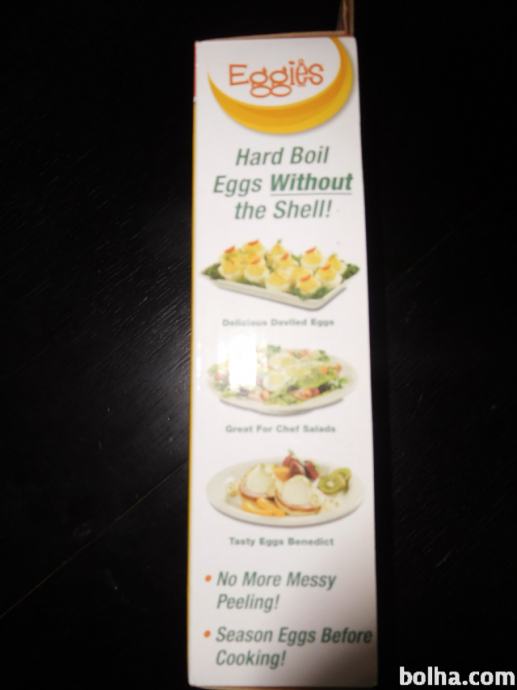 Eggies
Hard Boil
Eggs Without
the Shell!
Delicious Deviled Eggs
Great For Chef Salads
Tasty Eggs Benedict
• No More Messy
Peeling!
• Season Eggs Before
Cooking!
bolha.com